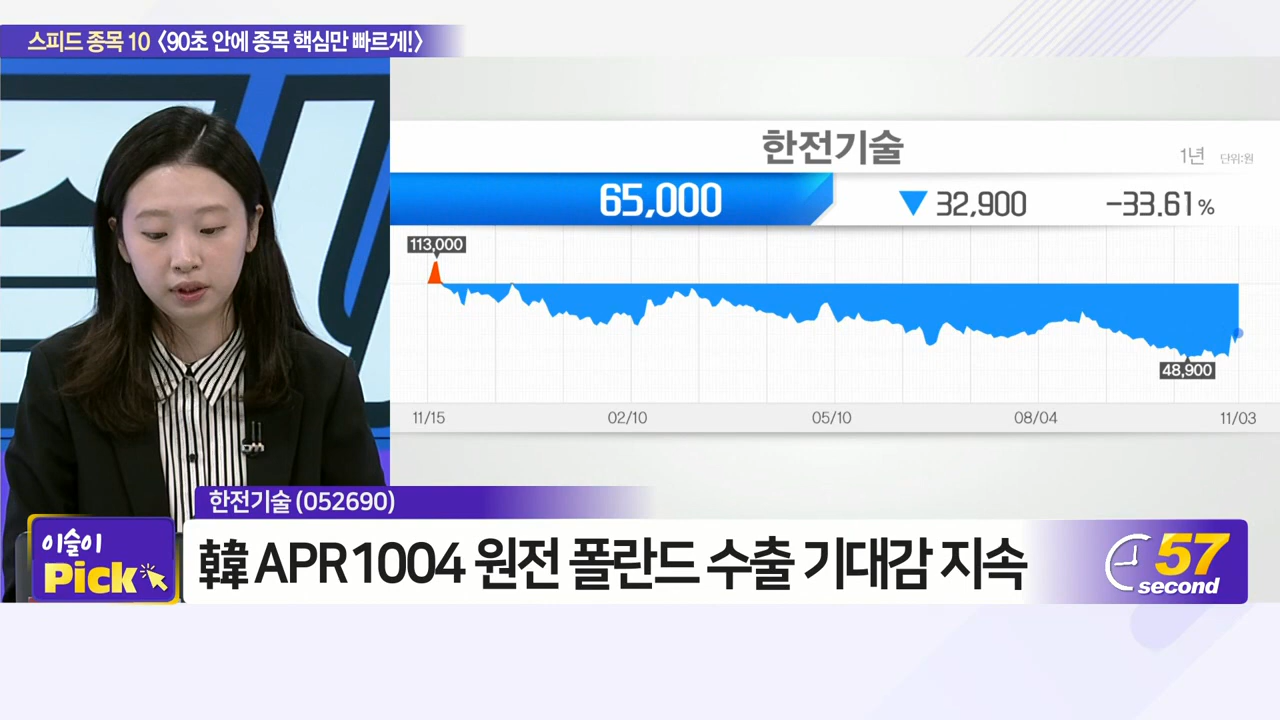 스피드 종목 10 〈90초 안에 종목 핵심만 빠르게!〉
한전기술
1년 단위:원
65,000 ▼ 32,900 -33.61%
113,000
48,900
11/15 02/10 05/10 08/04 11/03
한전기술 (052690)
이슬이
Pick
韓 APR1004 원전 폴란드 수출 기대감 지속
57
second